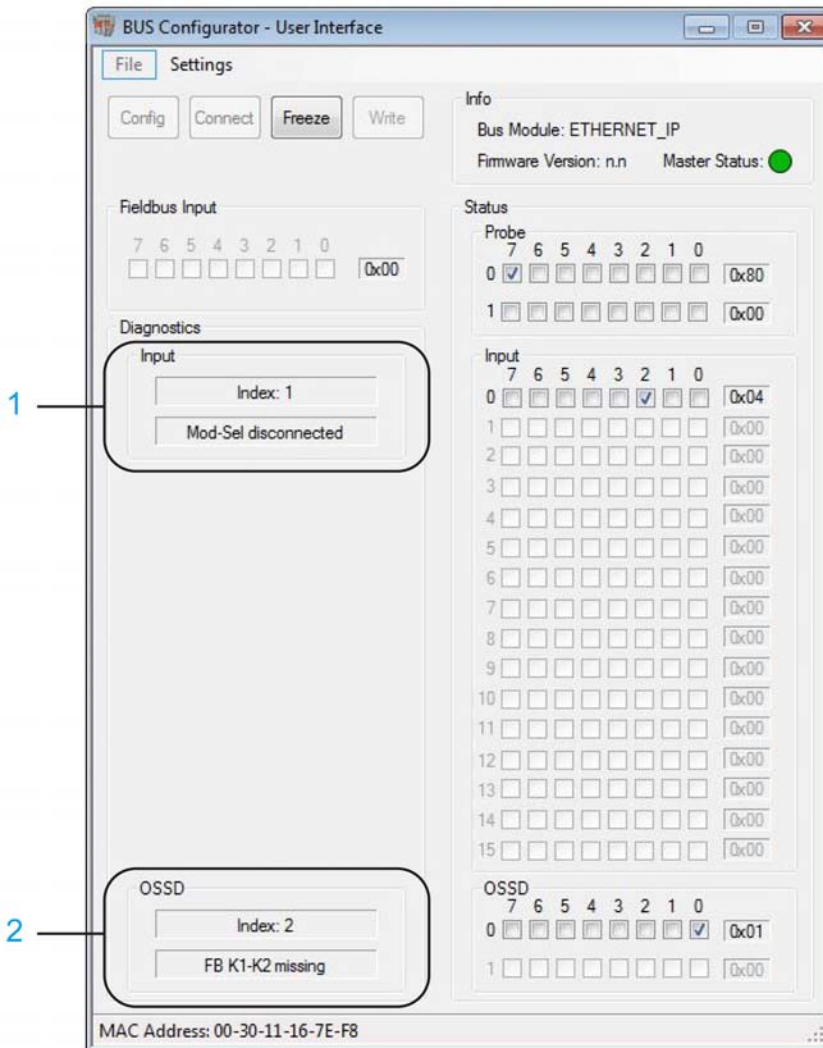 BUS Configurator - User Interface
File Settings
Config Connect Freeze Write
Info
Bus Module: ETHERNET_IP
Firmware Version: n.n Master Status:
Fieldbus Input
7 6 5 4 3 2 1 0
0x00
Status
Probe
7 6 5 4 3 2 1 0
0 0x80
1 0x00
Diagnostics
1
Input
Index: 1
Mod-Sel disconnected
Input
7 6 5 4 3 2 1 0
0 0x04
1 0x00
2 0x00
3 0x00
4 0x00
5 0x00
6 0x00
7 0x00
8 0x00
9 0x00
10 0x00
11 0x00
12 0x00
13 0x00
14 0x00
15 0x00
2
OSSD
Index: 2
FB K1-K2 missing
OSSD
7 6 5 4 3 2 1 0
0 0x01
1 0x00
MAC Address: 00-30-11-16-7E-F8